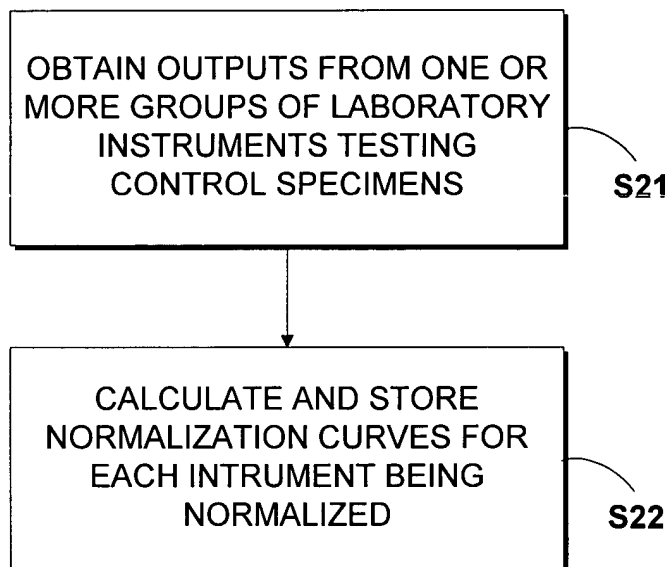 OBTAIN OUTPUTS FROM ONE OR
MORE GROUPS OF LABORATORY
INSTRUMENTS TESTING
CONTROL SPECIMENS
S21
CALCULATE AND STORE
NORMALIZATION CURVES FOR
EACH INTRUMENT BEING
NORMALIZED
S22